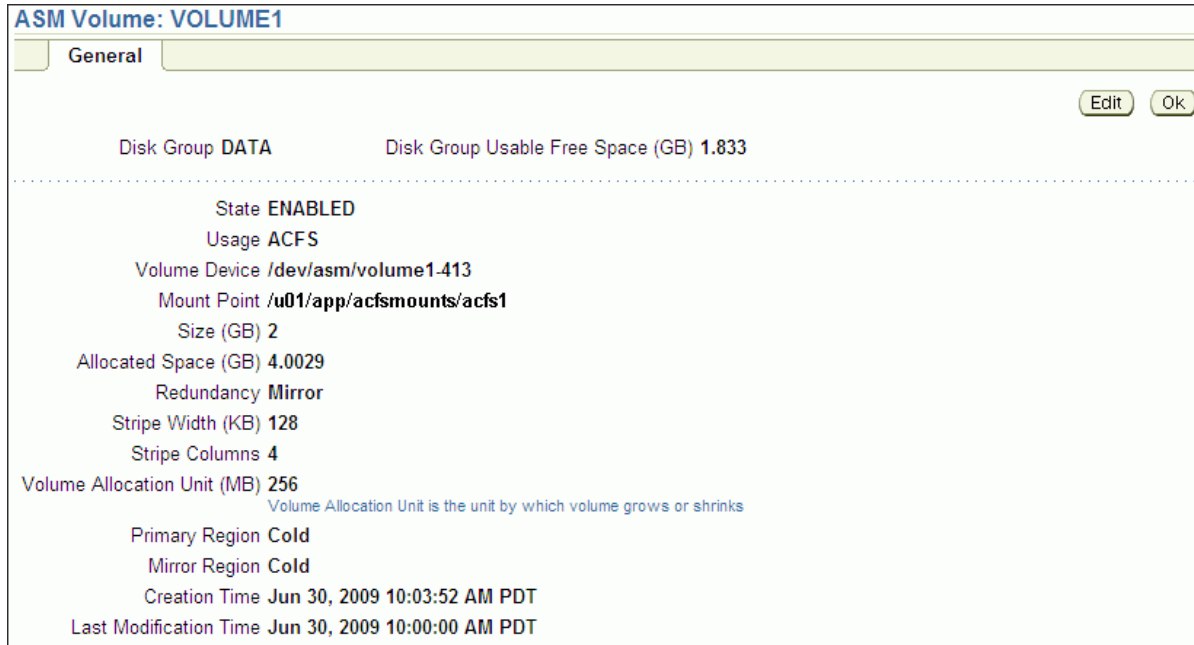 ASM Volume: VOLUME1
General
Edit Ok
Disk Group DATA Disk Group Usable Free Space (GB) 1.833
State ENABLED
Usage ACFS
Volume Device /dev/asm/volume1-413
Mount Point /u01/app/acfsmounts/acfs1
Size (GB) 2
Allocated Space (GB) 4.0029
Redundancy Mirror
Stripe Width (KB) 128
Stripe Columns 4
Volume Allocation Unit (MB) 256
Volume Allocation Unit is the unit by which volume grows or shrinks
Primary Region Cold
Mirror Region Cold
Creation Time Jun 30, 2009 10:03:52 AM PDT
Last Modification Time Jun 30, 2009 10:00:00 AM PDT